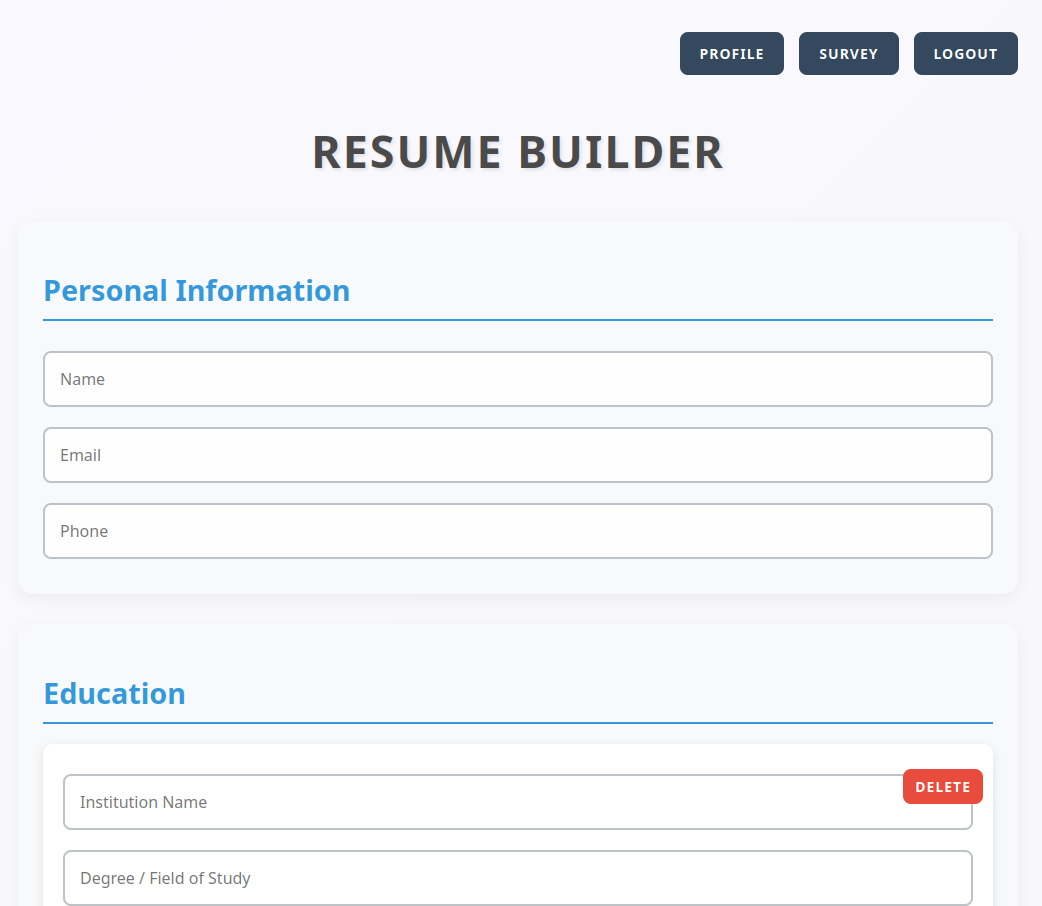 PROFILE SURVEY LOGOUT
RESUME BUILDER
Personal Information
Name
Email
Phone
Education
Institution Name DELETE
Degree / Field of Study